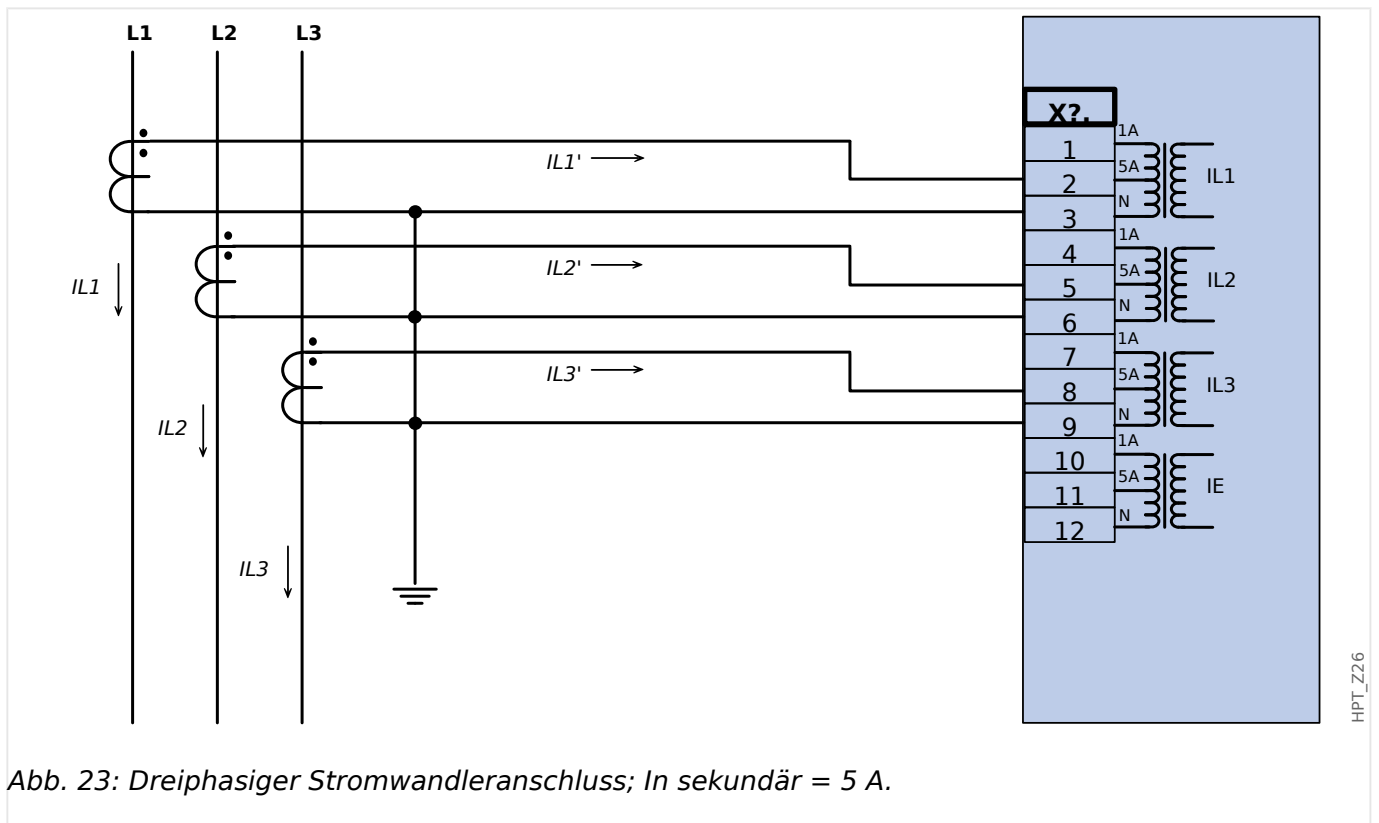 L1 L2 L3
X?.
1A
1
IL1'
5A
2
IL1
N
3
1A
4
IL2'
5A
5
IL2
IL1
N
6
1A
7
IL3'
5A
8
IL3
N
9
IL2
1A
10
5A
11
IE
N
12
IL3
HPT_Z26
Abb. 23: Dreiphasiger Stromwandleranschluss; In sekundär = 5 A.